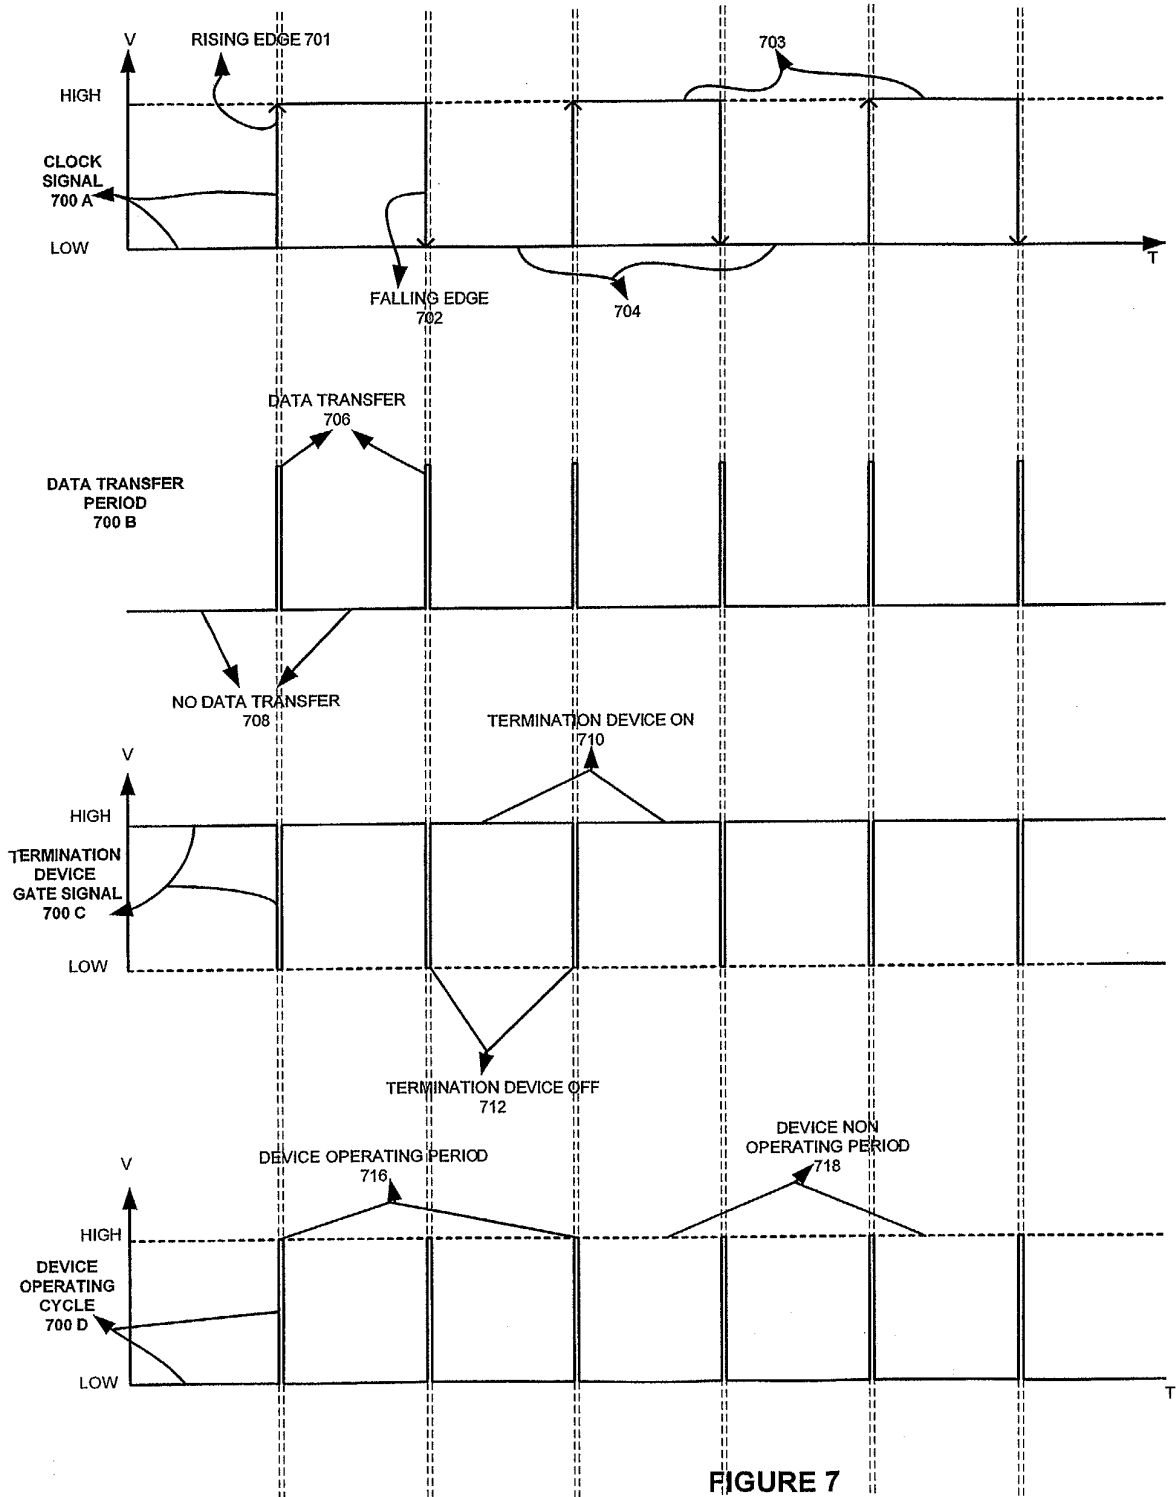 V
RISING EDGE 701
703
HIGH
CLOCK
SIGNAL
700 A
LOW
T
FALLING EDGE
702
704
DATA TRANSFER
706
DATA TRANSFER
PERIOD
700 B
NO DATA TRANSFER
708
TERMINATION DEVICE ON
710
V
HIGH
TERMINATION
DEVICE
GATE SIGNAL
700 C
LOW
TERMINATION DEVICE OFF
712
DEVICE NON
OPERATING PERIOD
718
DEVICE OPERATING PERIOD
716
V
HIGH
DEVICE
OPERATING
CYCLE
700 D
LOW
T
FIGURE 7